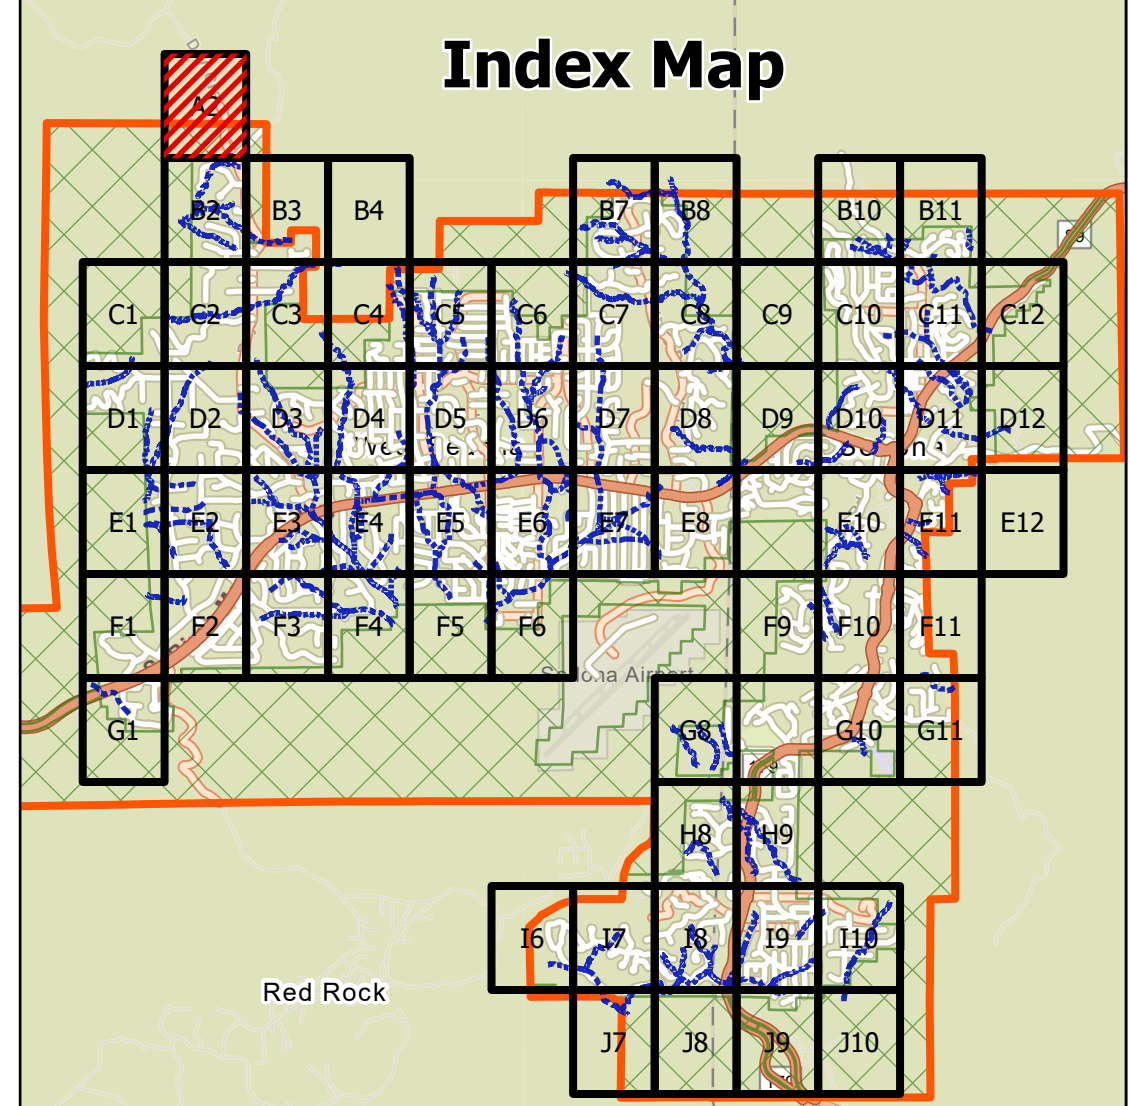 Index Map
A2
B2 B3 B4 B7 B8 B10 B11
C1 C2 C3 C4 C5 C6 C7 C8 C9 C10 C11 C12
D1 D2 D3 D4 D5 D6 D7 D8 D9 D10 D11 D12
E1 E2 E3 E4 E5 E6 E7 E8 E10 E11 E12
F1 F2 F3 F4 F5 F6 F9 F10 F11
Sedona Airport
G1 G8 G10 G11
H8 H9
I6 I7 I8 I9 I10
Red Rock
J7 J8 J9 J10